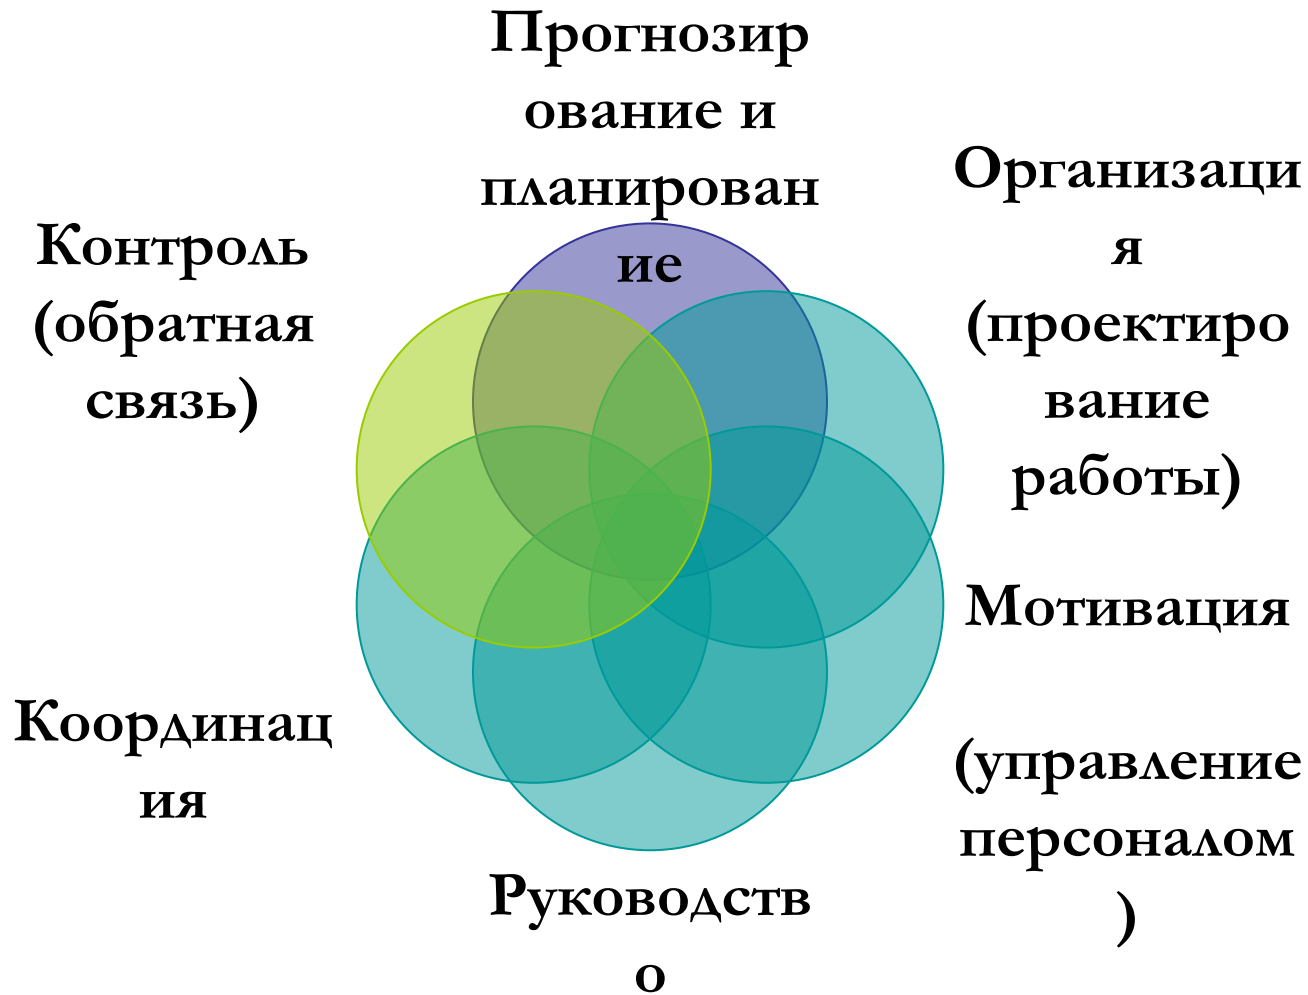 Прогнозир
ование и
планирован
ие
Организаци
я
(проектиро
вание
работы)
Мотивация
(управление
персоналом
)
Руководств
о
Координац
ия
Контроль
(обратная
связь)